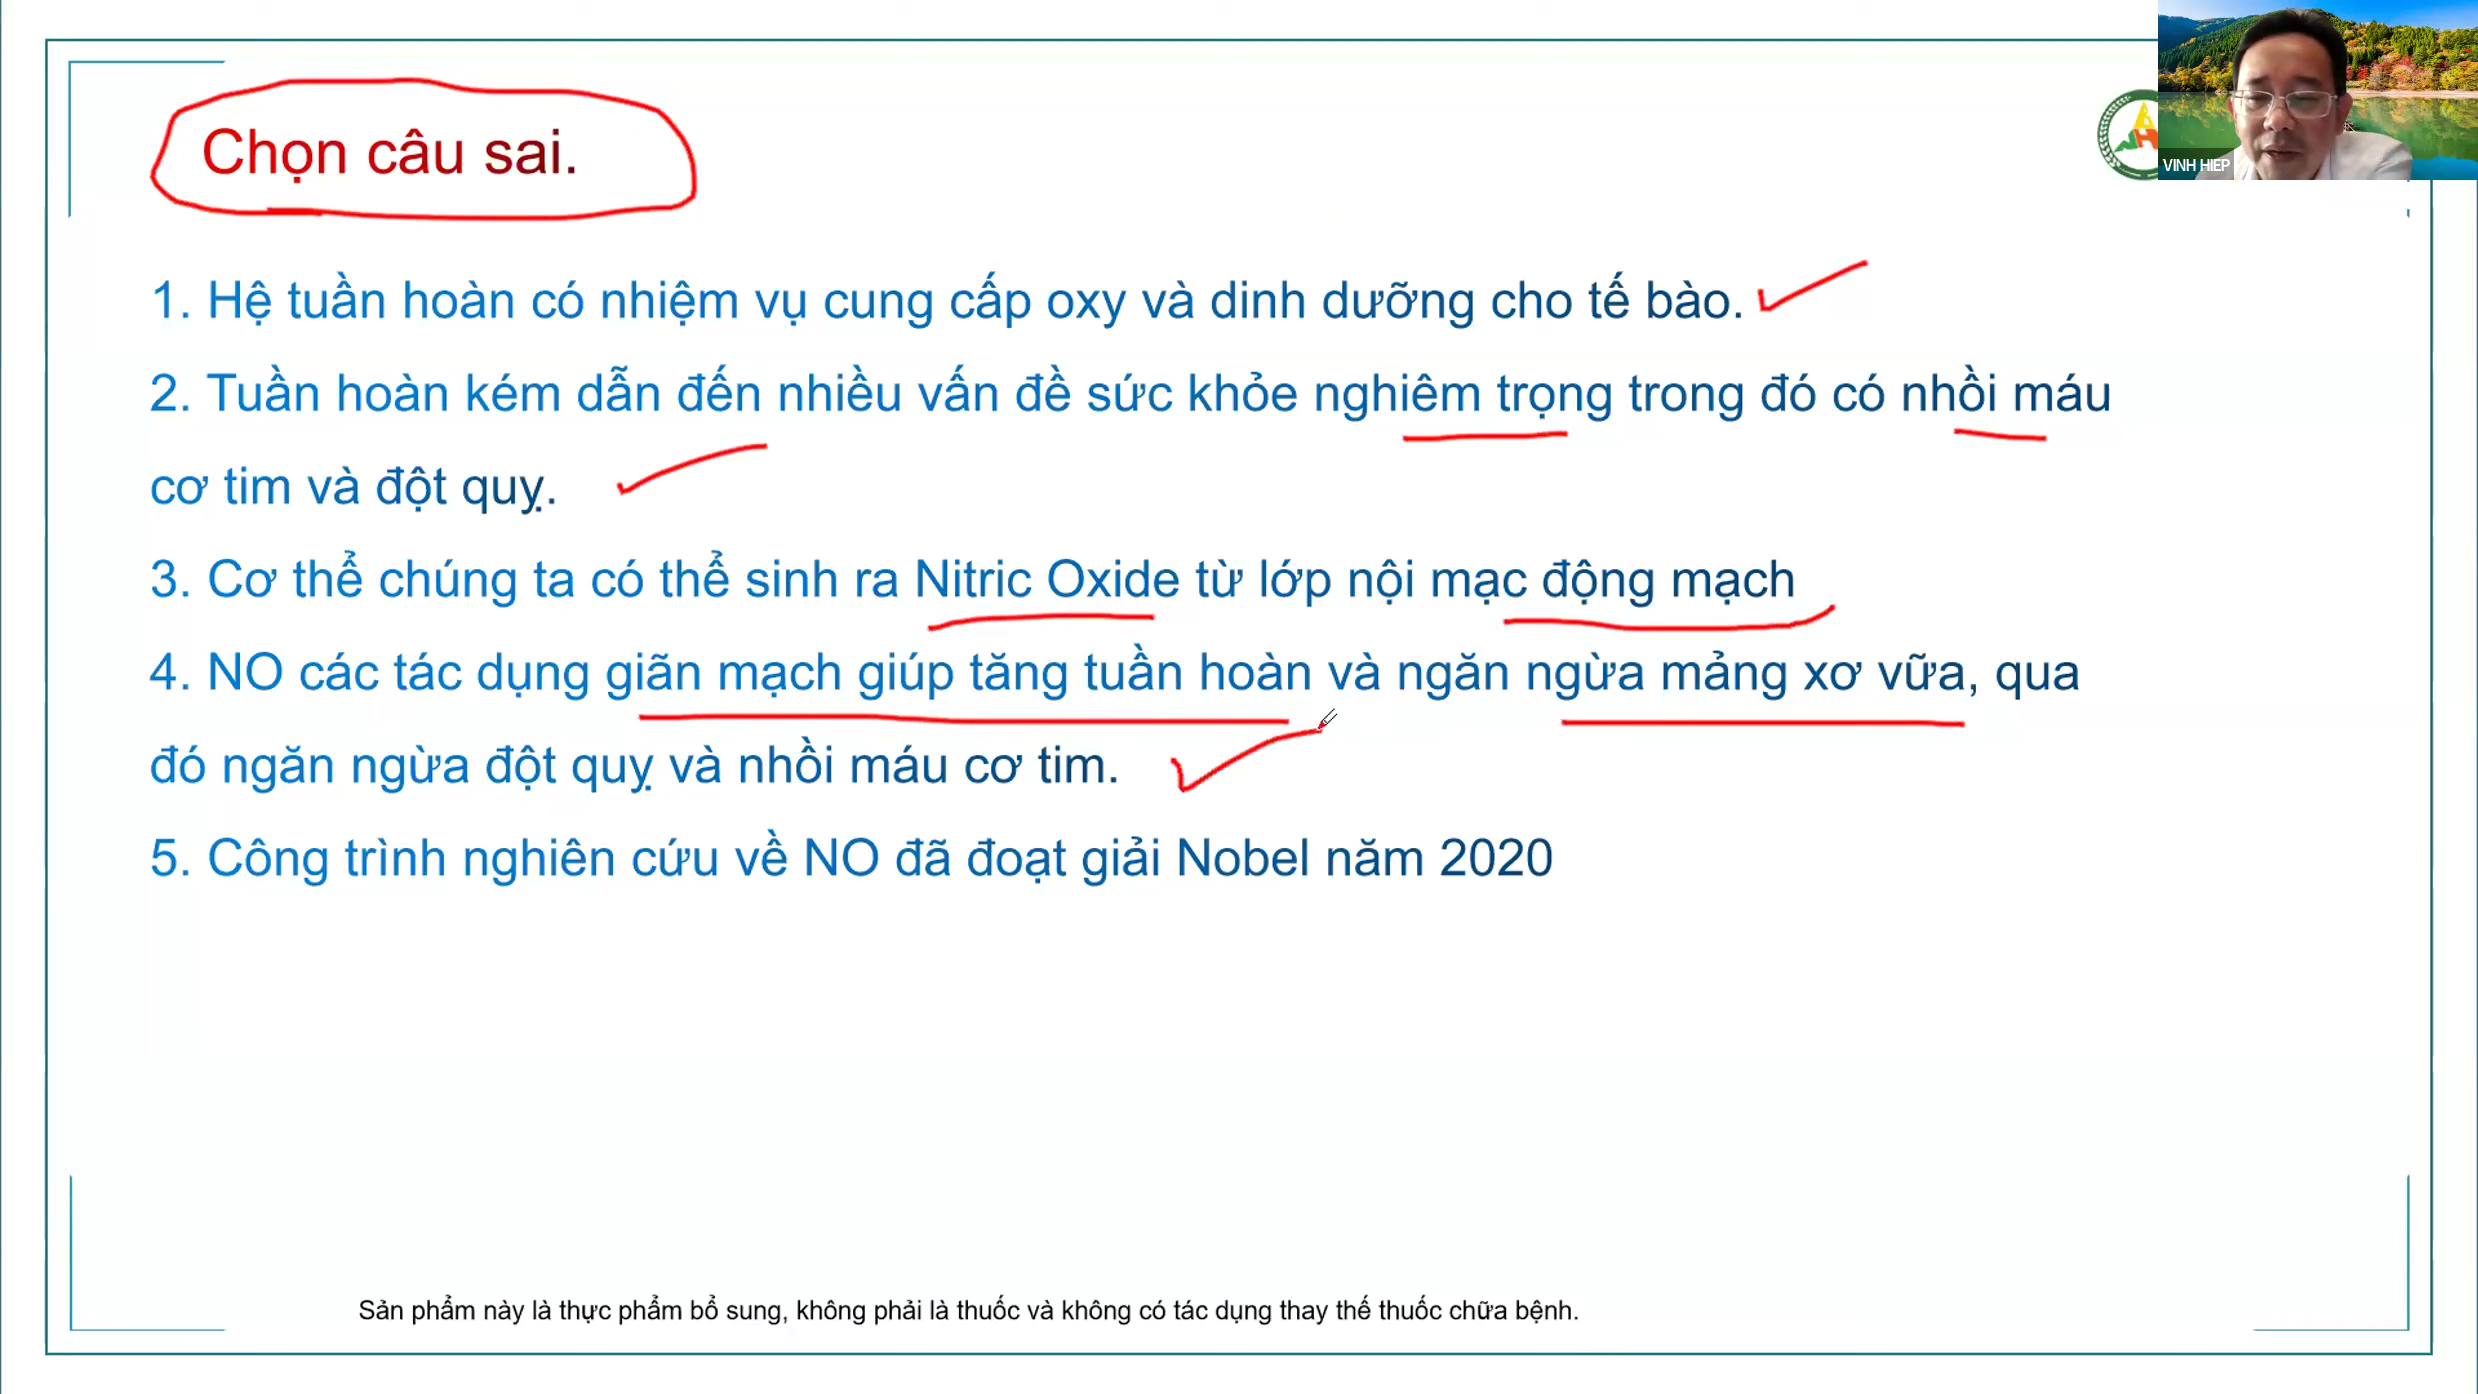 Chọn câu sai.
VINH HIEP
1. Hệ tuần hoàn có nhiệm vụ cung cấp oxy và dinh dưỡng cho tế bào.
2. Tuần hoàn kém dẫn đến nhiều vấn đề sức khỏe nghiêm trọng trong đó có nhồi máu
cơ tim và đột quỵ.
3. Cơ thể chúng ta có thể sinh ra Nitric Oxide từ lớp nội mạc động mạch
4. NO các tác dụng giãn mạch giúp tăng tuần hoàn và ngăn ngừa mảng xơ vữa, qua
đó ngăn ngừa đột quỵ và nhồi máu cơ tim.
5. Công trình nghiên cứu về NO đã đoạt giải Nobel năm 2020
Sản phẩm này là thực phẩm bổ sung, không phải là thuốc và không có tác dụng thay thế thuốc chữa bệnh.